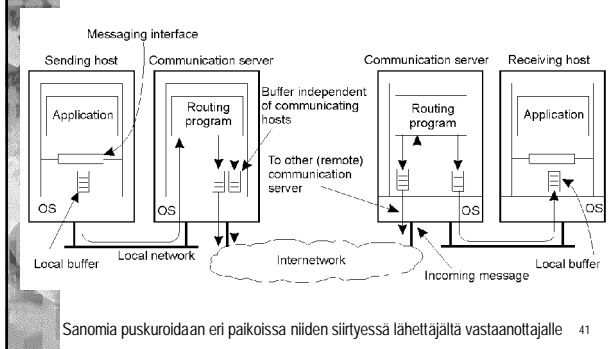 Messaging interface
Sending host
Communication server
Communication server
Receiving host
Application
Routing
program
Buffer independent
of communicating
hosts
Routing
program
Application
To other (remote)
communication
server
OS
OS
OS
OS
Local buffer
Local network
Internetwork
Incoming message
Local buffer
Sanomia puskuroidaan eri paikoissa niiden siirtyessä lähettäjältä vastaanottajalle 41